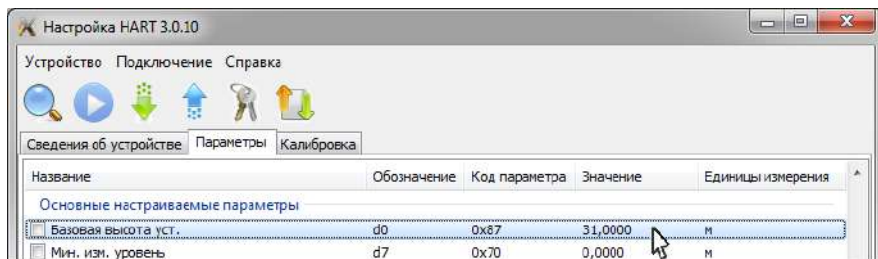 Настройка HART 3.0.10
Устройство Подключение Справка
Сведения об устройстве Параметры Калибровка
Название Обозначение Код параметра Значение Единицы измерения
Основные настраиваемые параметры
Базовая высота уст. d0 0x87 31,0000 м
Мин. изм. уровень d7 0x70 0,0000 м